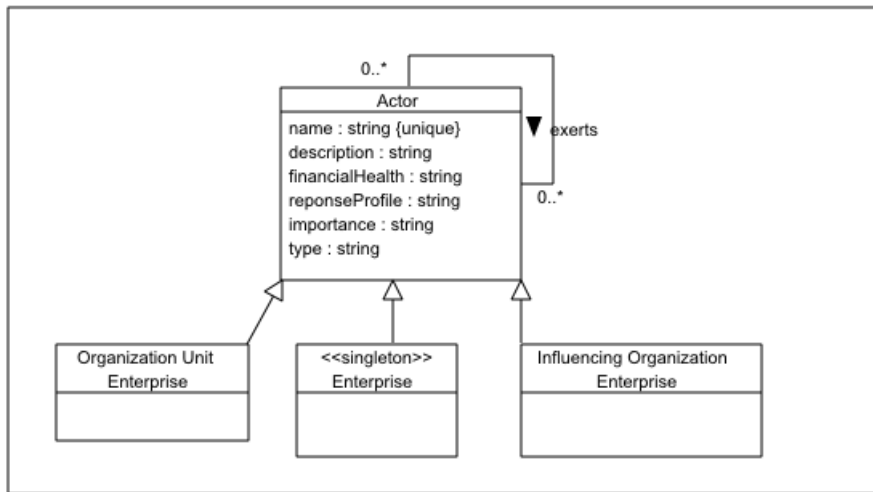 0..*
Actor
name : string {unique}
description : string
financialHealth : string
reponseProfile : string
importance : string
type : string
exerts
0..*
Organization Unit
Enterprise
<<singleton>>
Enterprise
Influencing Organization
Enterprise